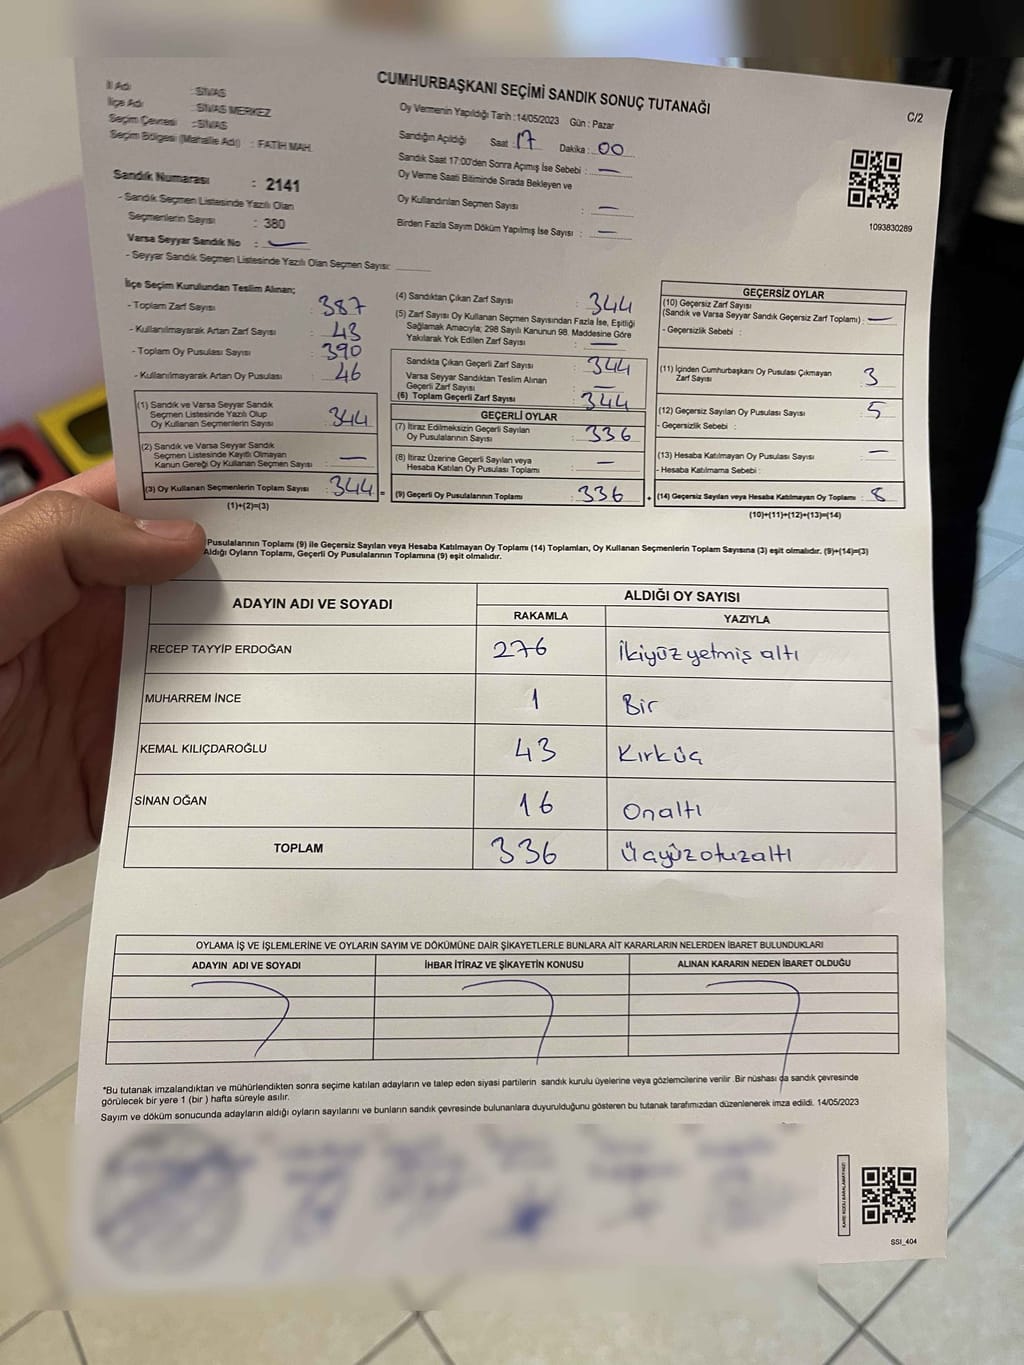 CUMHURBAŞKANI SEÇİMİ SANDIK SONUÇ TUTANAĞI
C/2
İl Adı : SİVAS
İlçe Adı : SİVAS MERKEZ
Seçim Çevresi : SİVAS
Seçim Bölgesi (Mahalle Adı) : FATİH MAH.
Sandık Numarası : 2141
- Sandık Seçmen Listesinde Yazılı Olan
Seçmenlerin Sayısı : 380
Varsa Seyyar Sandık No : —
- Seyyar Sandık Seçmen Listesinde Yazılı Olan Seçmen Sayısı:
Oy Vermenin Yapıldığı Tarih : 14/05/2023 Gün : Pazar
Sandığın Açıldığı Saat : 17 Dakika : 00
Sandık Saat 17:00'den Sonra Açımış İse Sebebi : —
Oy Verme Saati Bitiminde Sırada Bekleyen ve
Oy Kullandırılan Seçmen Sayısı : —
Birden Fazla Sayım Döküm Yapılmış İse Sayısı : —
1093830289
İlçe Seçim Kurulundan Teslim Alınan;
- Toplam Zarf Sayısı : 387
- Kullanılmayarak Artan Zarf Sayısı : 43
- Toplam Oy Pusulası Sayısı : 390
- Kullanılmayarak Artan Oy Pusulası : 46
(1) Sandık ve Varsa Seyyar Sandık
Seçmen Listesinde Yazılı Olup
Oy Kullanan Seçmenlerin Sayısı : 344
(2) Sandık ve Varsa Seyyar Sandık
Seçmen Listesinde Kayıtlı Olmayan
Kanun Gereği Oy Kullanan Seçmen Sayısı : —
(3) Oy Kullanan Seçmenlerin Toplam Sayısı : 344 =
(1)+(2)=(3)
(4) Sandıktan Çıkan Zarf Sayısı : 344
(5) Zarf Sayısı Oy Kullanan Seçmen Sayısından Fazla İse, Eşitliği
Sağlamak Amacıyla; 298 Sayılı Kanunun 98. Maddesine Göre
Yakılarak Yok Edilen Zarf Sayısı : —
Sandıkta Çıkan Geçerli Zarf Sayısı : 344
Varsa Seyyar Sandıktan Teslim Alınan
Geçerli Zarf Sayısı : —
(6) Toplam Geçerli Zarf Sayısı : 344
GEÇERLİ OYLAR
(7) İtiraz Edilmeksizin Geçerli Sayılan
Oy Pusulalarının Sayısı : 336
(8) İtiraz Üzerine Geçerli Sayılan veya
Hesaba Katılan Oy Pusulası Toplamı : —
(9) Geçerli Oy Pusulalarının Toplamı : 336 +
GEÇERSİZ OYLAR
(10) Geçersiz Zarf Sayısı
(Sandık ve Varsa Seyyar Sandık Geçersiz Zarf Toplamı) : —
- Geçersizlik Sebebi :
(11) İçinden Cumhurbaşkanı Oy Pusulası Çıkmayan
Zarf Sayısı 3
(12) Geçersiz Sayılan Oy Pusulası Sayısı : 5
- Geçersizlik Sebebi :
(13) Hesaba Katılmayan Oy Pusulası Sayısı : —
- Hesaba Katılmama Sebebi :
(14) Geçersiz Sayılan veya Hesaba Katılmayan Oy Toplamı : 8
(10)+(11)+(12)+(13)=(14)
Pusulalarının Toplamı (9) ile Geçersiz Sayılan veya Hesaba Katılmayan Oy Toplamı (14) Toplamları, Oy Kullanan Seçmenlerin Toplam Sayısına (3) eşit olmalıdır. (9)+(14)=(3)
Aldığı Oyların Toplamı, Geçerli Oy Pusulalarının Toplamına (9) eşit olmalıdır.
ADAYIN ADI VE SOYADI
ALDIĞI OY SAYISI
RAKAMLA YAZIYLA
RECEP TAYYİP ERDOĞAN 276 İkiyüz yetmiş altı
MUHARREM İNCE 1 Bir
KEMAL KILIÇDAROĞLU 43 Kırküç
SİNAN OĞAN 16 Onaltı
TOPLAM 336 Üçyüzotuzaltı
OYLAMA İŞ VE İŞLEMLERİNE VE OYLARIN SAYIM VE DÖKÜMÜNE DAİR ŞİKAYETLERLE BUNLARA AİT KARARLARIN NELERDEN İBARET BULUNDUKLARI
ADAYIN ADI VE SOYADI İHBAR İTİRAZ VE ŞİKAYETİN KONUSU ALINAN KARARIN NEDEN İBARET OLDUĞU
*Bu tutanak imzalandıktan ve mühürlendikten sonra seçime katılan adayların ve talep eden siyasi partilerin sandık kurulu üyelerine veya gözlemcilerine verilir .Bir nüshası da sandık çevresinde
görülecek bir yere 1 (bir ) hafta süreyle asılır.
Sayım ve döküm sonucunda adayların aldığı oyların sayılarını ve bunların sandık çevresinde bulunanlara duyurulduğunu gösteren bu tutanak tarafımızdan düzenlenerek imza edildi. 14/05/2023
KARE KODU KARALAMAYINIZ!
SSI_404